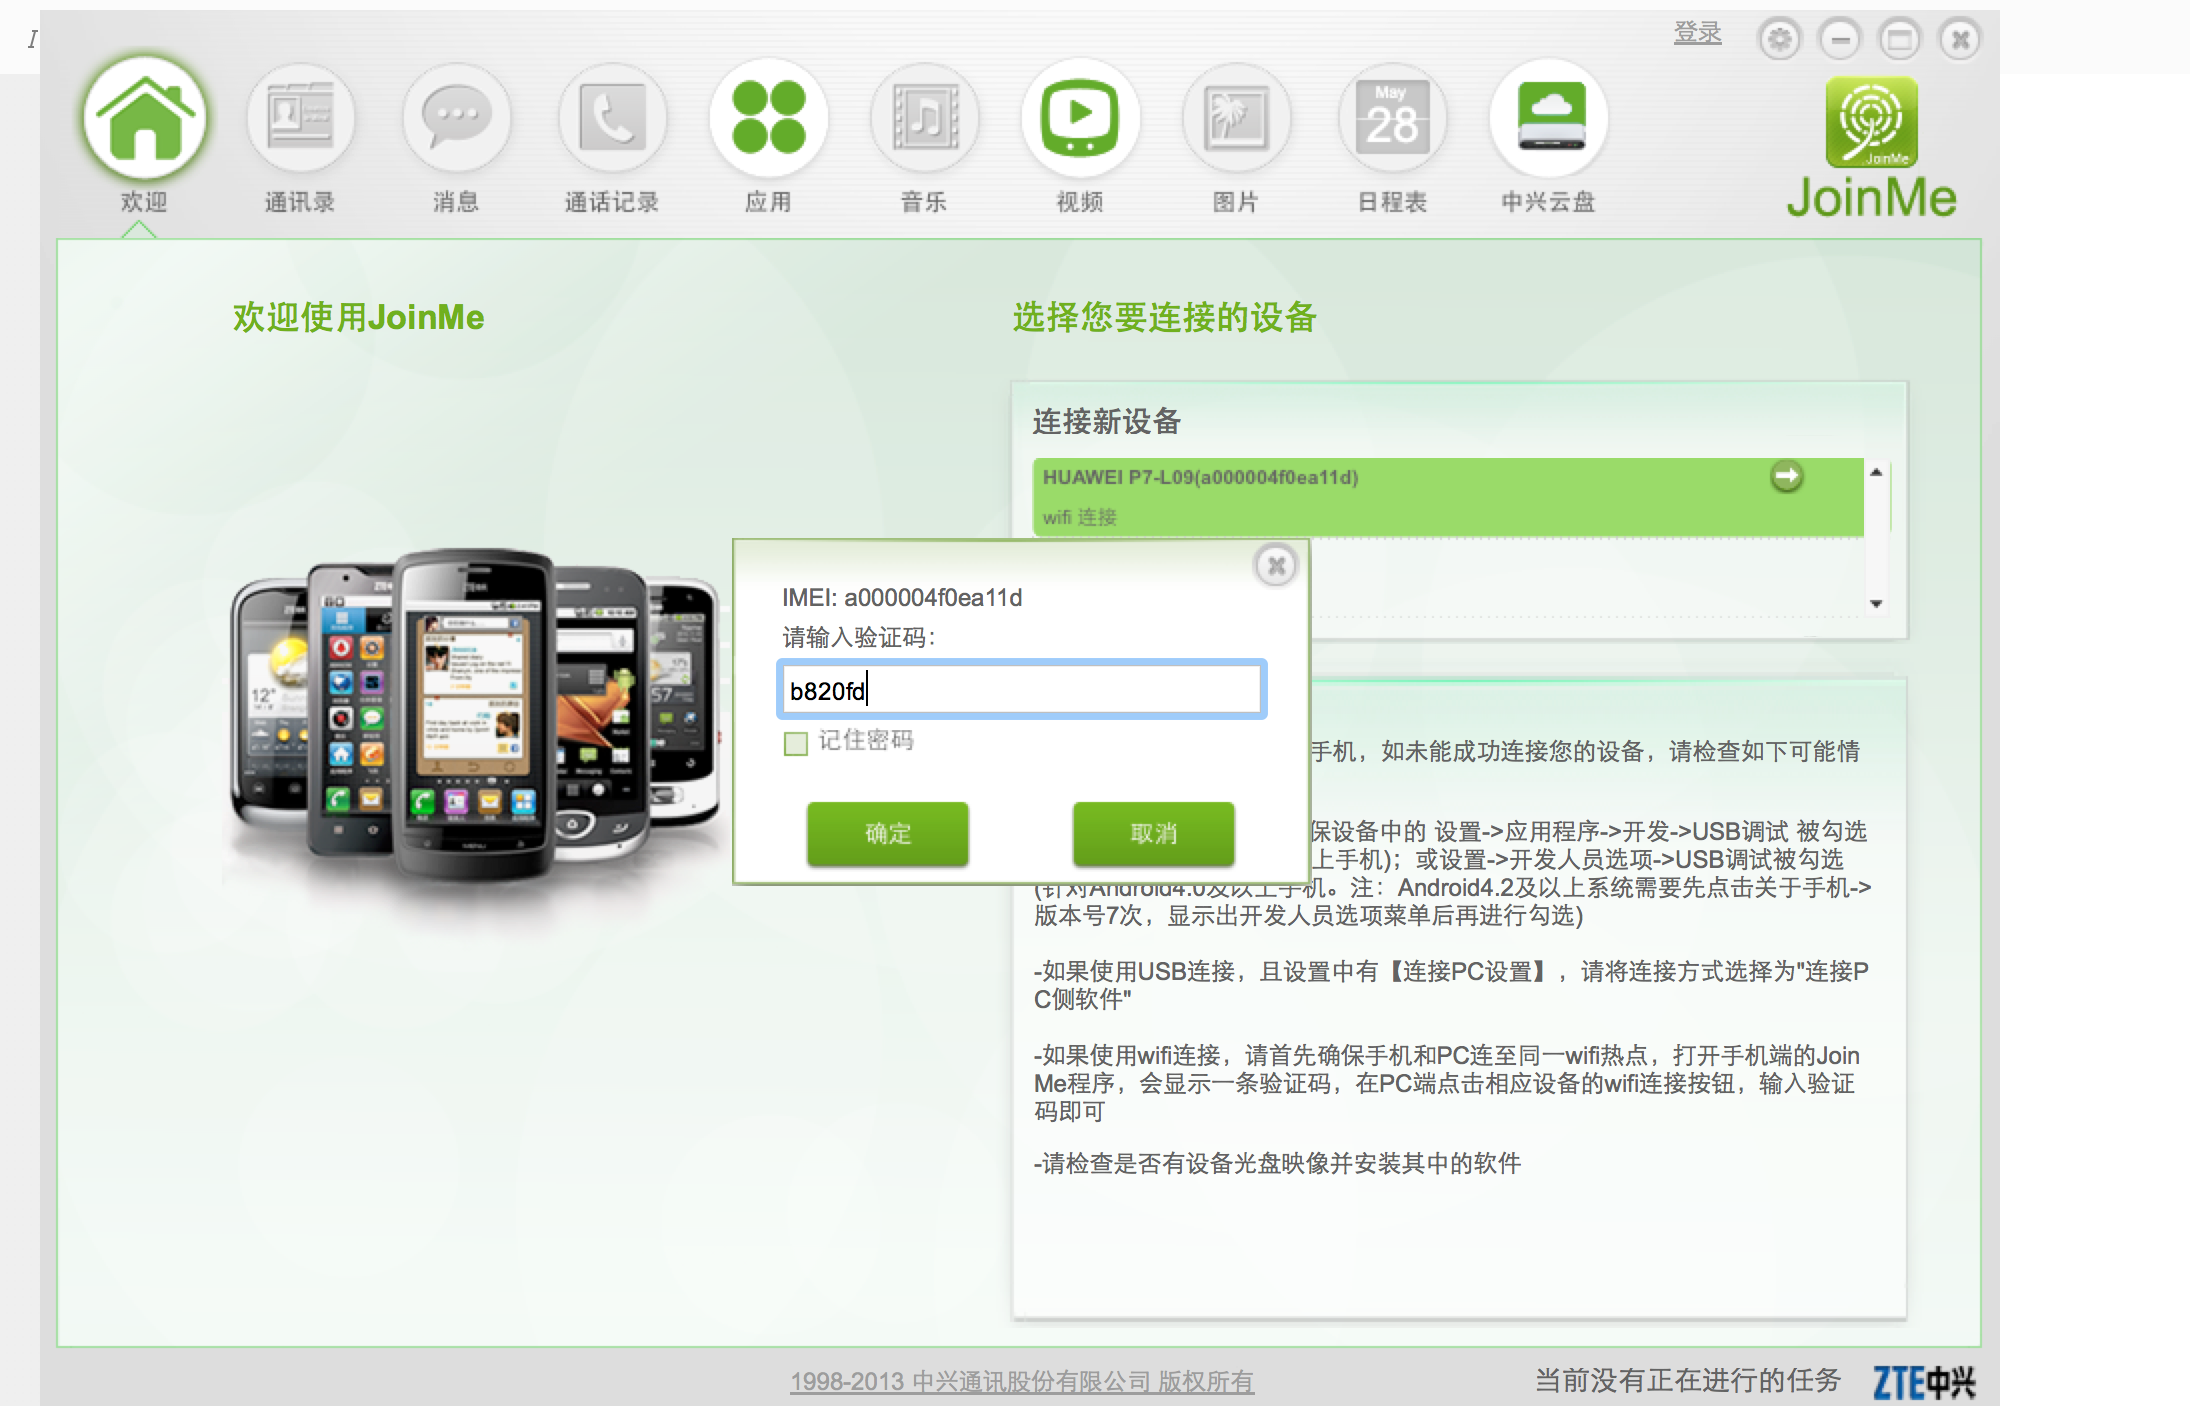 登录
欢迎
通讯录
消息
通话记录
应用
音乐
视频
图片
May
28
日程表
中兴云盘
JoinMe
JoinMe
欢迎使用JoinMe
选择您要连接的设备
连接新设备
HUAWEI P7-L09(a000004f0ea11d)
wifi 连接
IMEI: a000004f0ea11d
请输入验证码:
b820fd
记住密码
确定
取消
手机，如未能成功连接您的设备，请检查如下可能情
保设备中的 设置->应用程序->开发->USB调试 被勾选
上手机)；或设置->开发人员选项->USB调试被勾选
(针对Android4.0及以上手机。注：Android4.2及以上系统需要先点击关于手机->
版本号7次，显示出开发人员选项菜单后再进行勾选)
-如果使用USB连接，且设置中有【连接PC设置】，请将连接方式选择为"连接P
C侧软件"
-如果使用wifi连接，请首先确保手机和PC连至同一wifi热点，打开手机端的Join
Me程序，会显示一条验证码，在PC端点击相应设备的wifi连接按钮，输入验证
码即可
-请检查是否有设备光盘映像并安装其中的软件
1998-2013 中兴通讯股份有限公司 版权所有
当前没有正在进行的任务
ZTE中兴